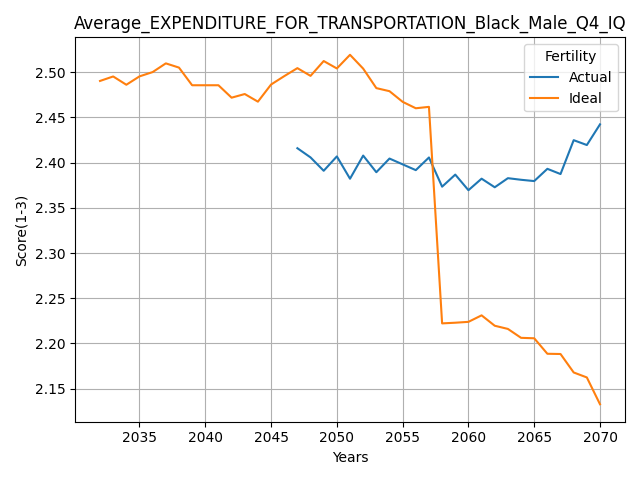 Average_EXPENDITURE_FOR_TRANSPORTATION_Black_Male_Q4_IQ
Fertility
Actual
Ideal
Score(1-3)
2.50
2.45
2.40
2.35
2.30
2.25
2.20
2.15
2035 2040 2045 2050 2055 2060 2065 2070
Years